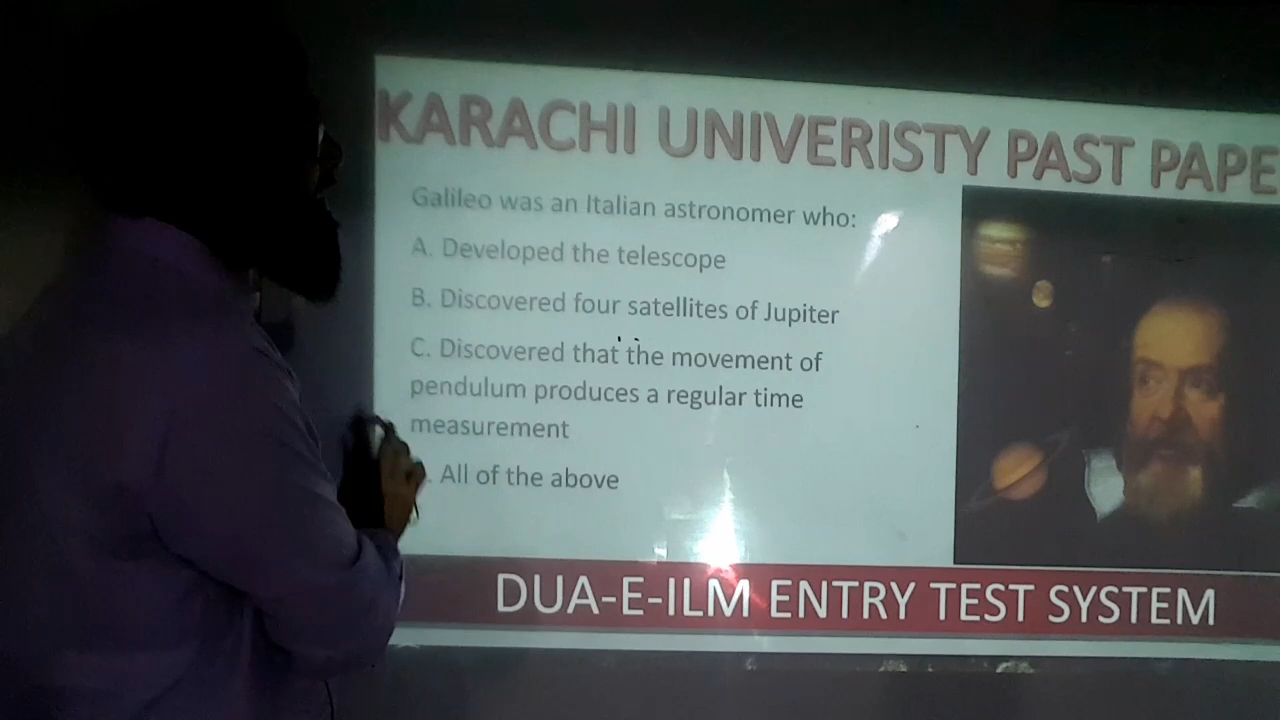 KARACHI UNIVERISTY PAST PAPE
Galileo was an Italian astronomer who:
A. Developed the telescope
B. Discovered four satellites of Jupiter
C. Discovered that the movement of
pendulum produces a regular time
measurement
. All of the above
DUA-E-ILM ENTRY TEST SYSTEM